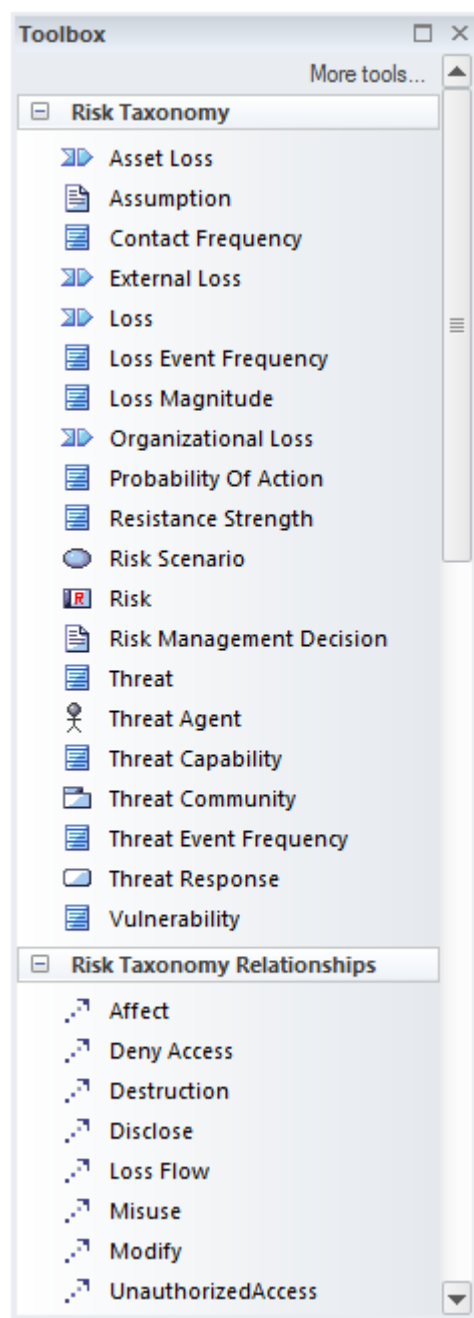 Toolbox
More tools...
Risk Taxonomy
Asset Loss
Assumption
Contact Frequency
External Loss
Loss
Loss Event Frequency
Loss Magnitude
Organizational Loss
Probability Of Action
Resistance Strength
Risk Scenario
R Risk
Risk Management Decision
Threat
Threat Agent
Threat Capability
Threat Community
Threat Event Frequency
Threat Response
Vulnerability
Risk Taxonomy Relationships
Affect
Deny Access
Destruction
Disclose
Loss Flow
Misuse
Modify
UnauthorizedAccess